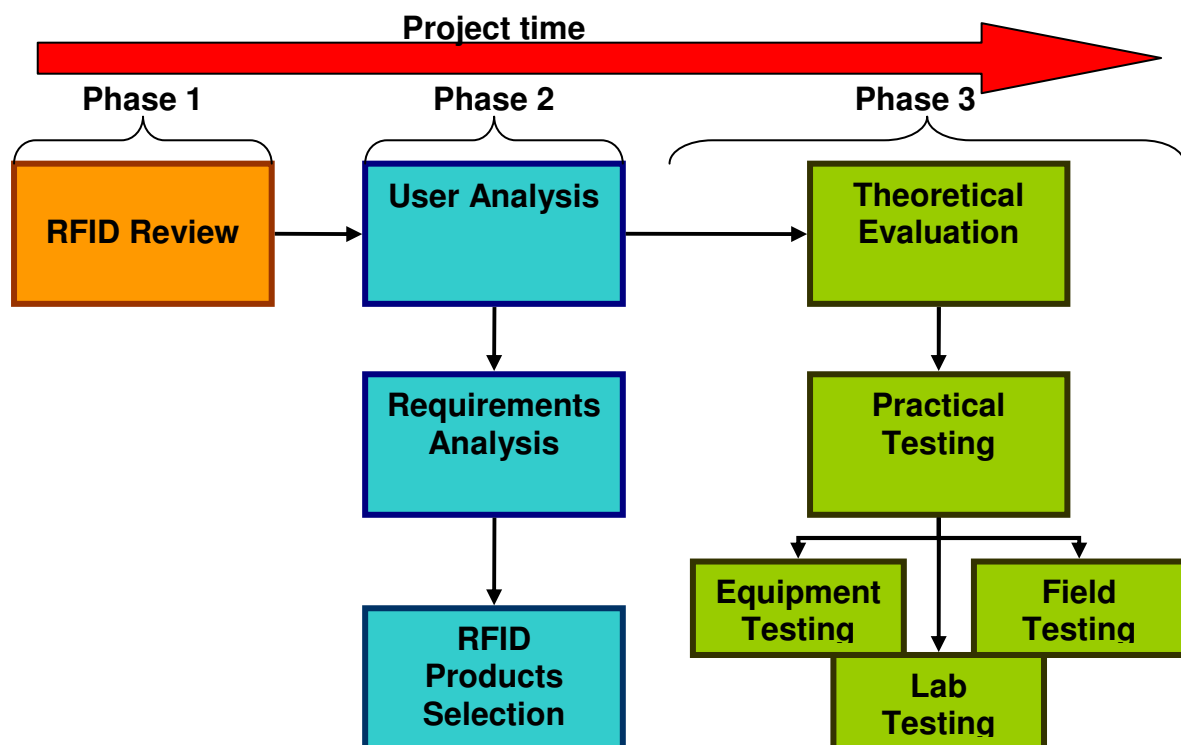 Project time
Phase 1
Phase 2
Phase 3
RFID Review
User Analysis
Theoretical
Evaluation
Requirements
Analysis
Practical
Testing
RFID
Products
Selection
Equipment
Testing
Field
Testing
Lab
Testing